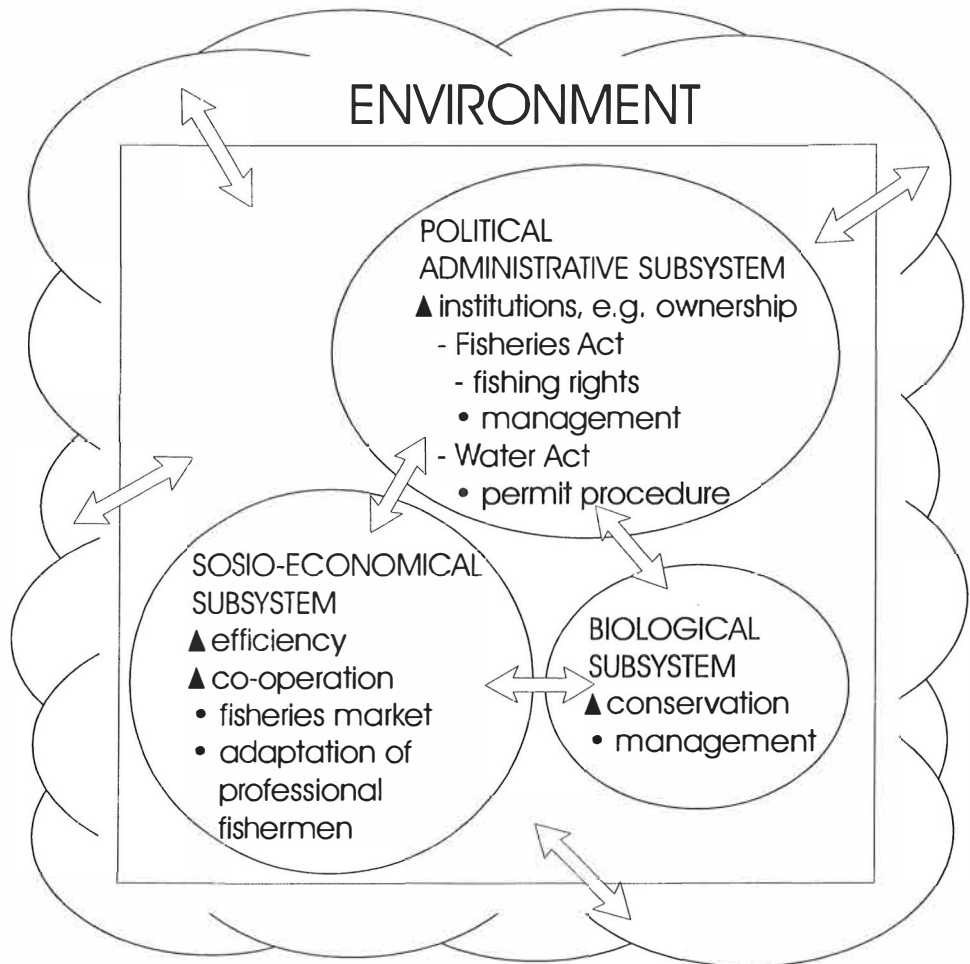 ENVIRONMENT
POLITICAL
ADMINISTRATIVE SUBSYSTEM
▲ institutions, e.g. ownership
- Fisheries Act
- fishing rights
• management
- Water Act
• permit procedure
SOSIO-ECONOMICAL
SUBSYSTEM
▲ efficiency
▲ co-operation
• fisheries market
• adaptation of
professional
fishermen
BIOLOGICAL
SUBSYSTEM
▲ conservation
• management